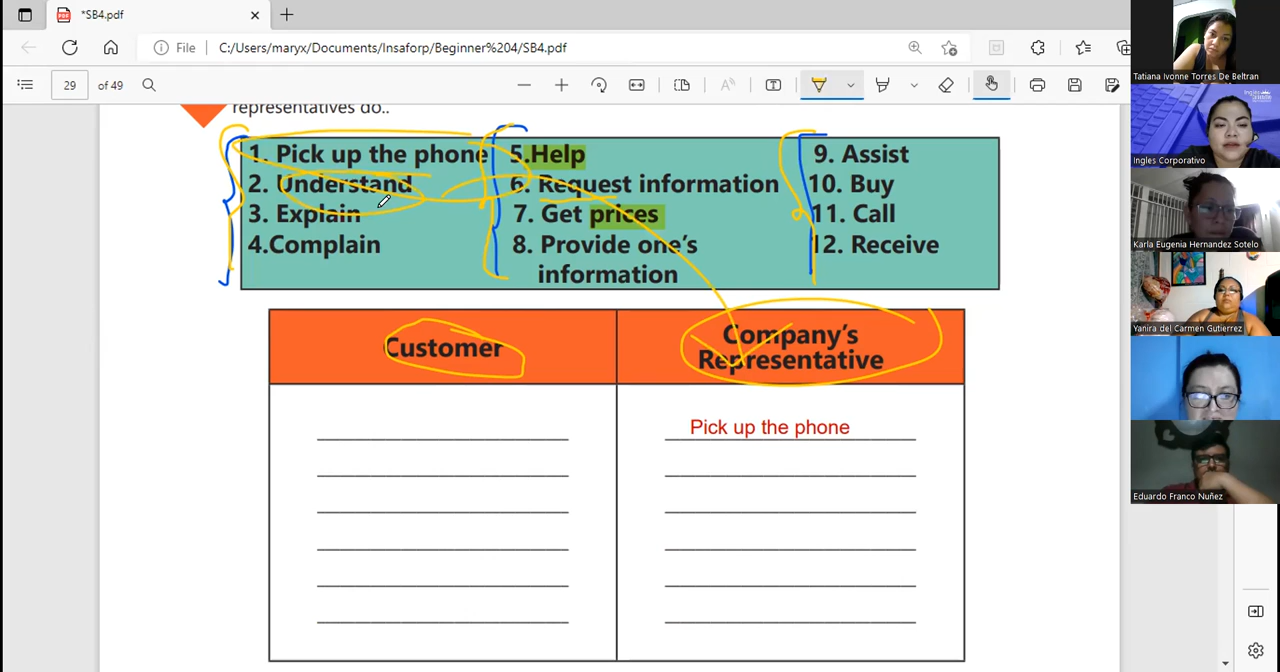 *SB4.pdf
File C:/Users/maryx/Documents/Insaforp/Beginner%204/SB4.pdf
29 of 49
representatives do..
1. Pick up the phone 5.Help 9. Assist
2. Understand 6. Request information 10. Buy
3. Explain 7. Get prices 11. Call
4.Complain 8. Provide one's 12. Receive
information
Customer Company's
Representative
Pick up the phone
Tatiana Ivonne Torres De Beltran
Ingles Corporativo
Karla Eugenia Hernandez Sotelo
Yanira del Carmen Gutierrez
Eduardo Franco Nuñez